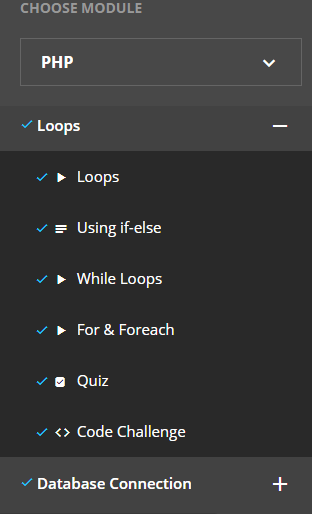 CHOOSE MODULE
PHP
Loops
Loops
Using if-else
While Loops
For & Foreach
Quiz
Code Challenge
Database Connection